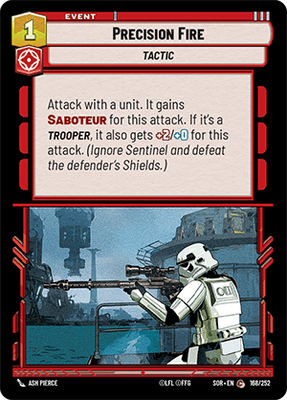 EVENT
1
PRECISION FIRE
TACTIC
Attack with a unit. It gains
SABOTEUR for this attack. If it's a
TROOPER, it also gets +2/+0 for this
attack. (Ignore Sentinel and defeat
the defender's Shields.)
ASH PIERCE
©LFL ©FFG
SOR • EN
168/252